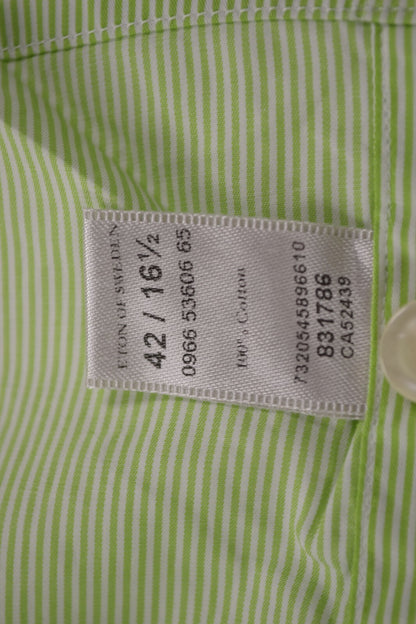 ETON OF SWEDEN
42 / 16½
0966 53606 65
100% Cotton
7320545896610
831786
CA52439